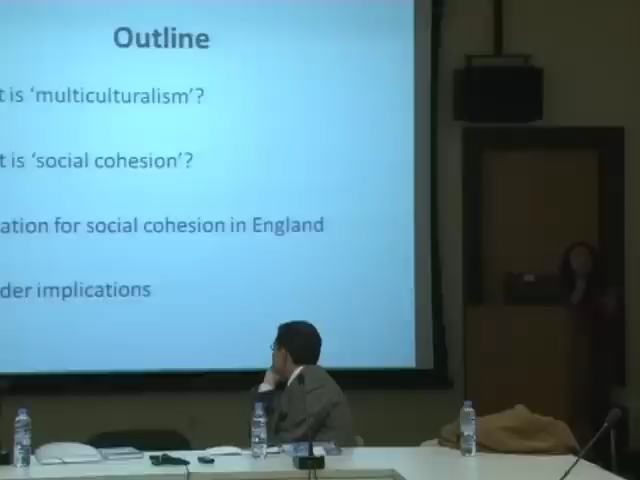 Outline
t is ‘multiculturalism’?
t is ‘social cohesion’?
ation for social cohesion in England
der implications